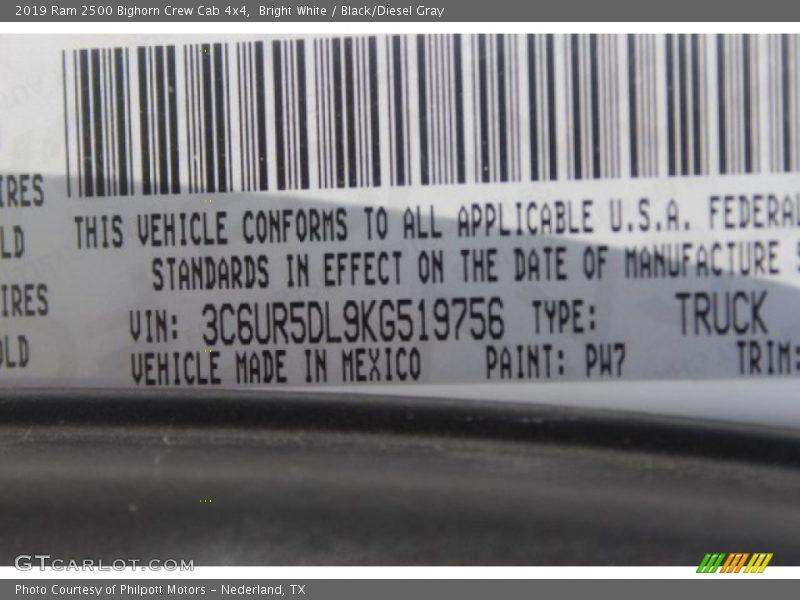 2019 Ram 2500 Bighorn Crew Cab 4x4,  Bright White / Black/Diesel Gray
IRES
THIS VEHICLE CONFORMS TO ALL APPLICABLE U.S.A. FEDERAL
LD
STANDARDS IN EFFECT ON THE DATE OF MANUFACTURE
IRES
VIN: 3C6UR5DL9KG519756 TYPE: TRUCK
OLD
VEHICLE MADE IN MEXICO PAINT: PW7 TRIM:
GTCARLOT.COM
Photo Courtesy of Philpott Motors - Nederland, TX